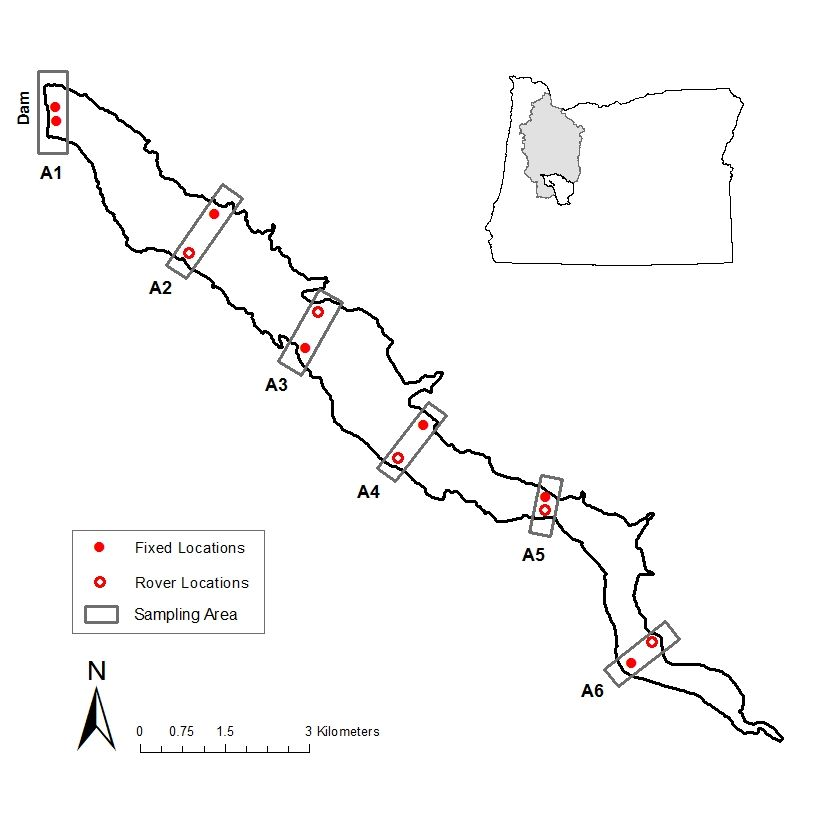 Dam
A1
A2
A3
A4
A5
A6
Fixed Locations
Rover Locations
Sampling Area
N
0 0.75 1.5 3 Kilometers